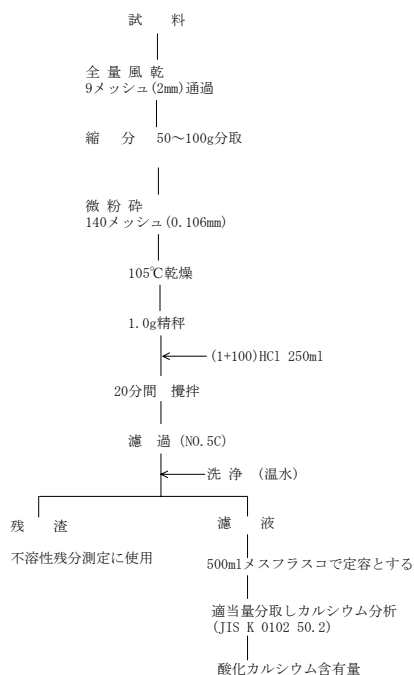 試　料
全 量 風 乾
9メッシュ(2mm)通過
縮　分　50～100g分取
微 粉 砕
140メッシュ(0.106mm)
105℃乾燥
1.0g精秤
(1+100)HCl 250ml
20分間　攪拌
濾　過 (NO.5C)
洗 浄　(温水)
残　渣
濾　液
不溶性残分測定に使用
500mlメスフラスコで定容とする
適当量分取しカルシウム分析
(JIS K 0102 50.2)
酸化カルシウム含有量